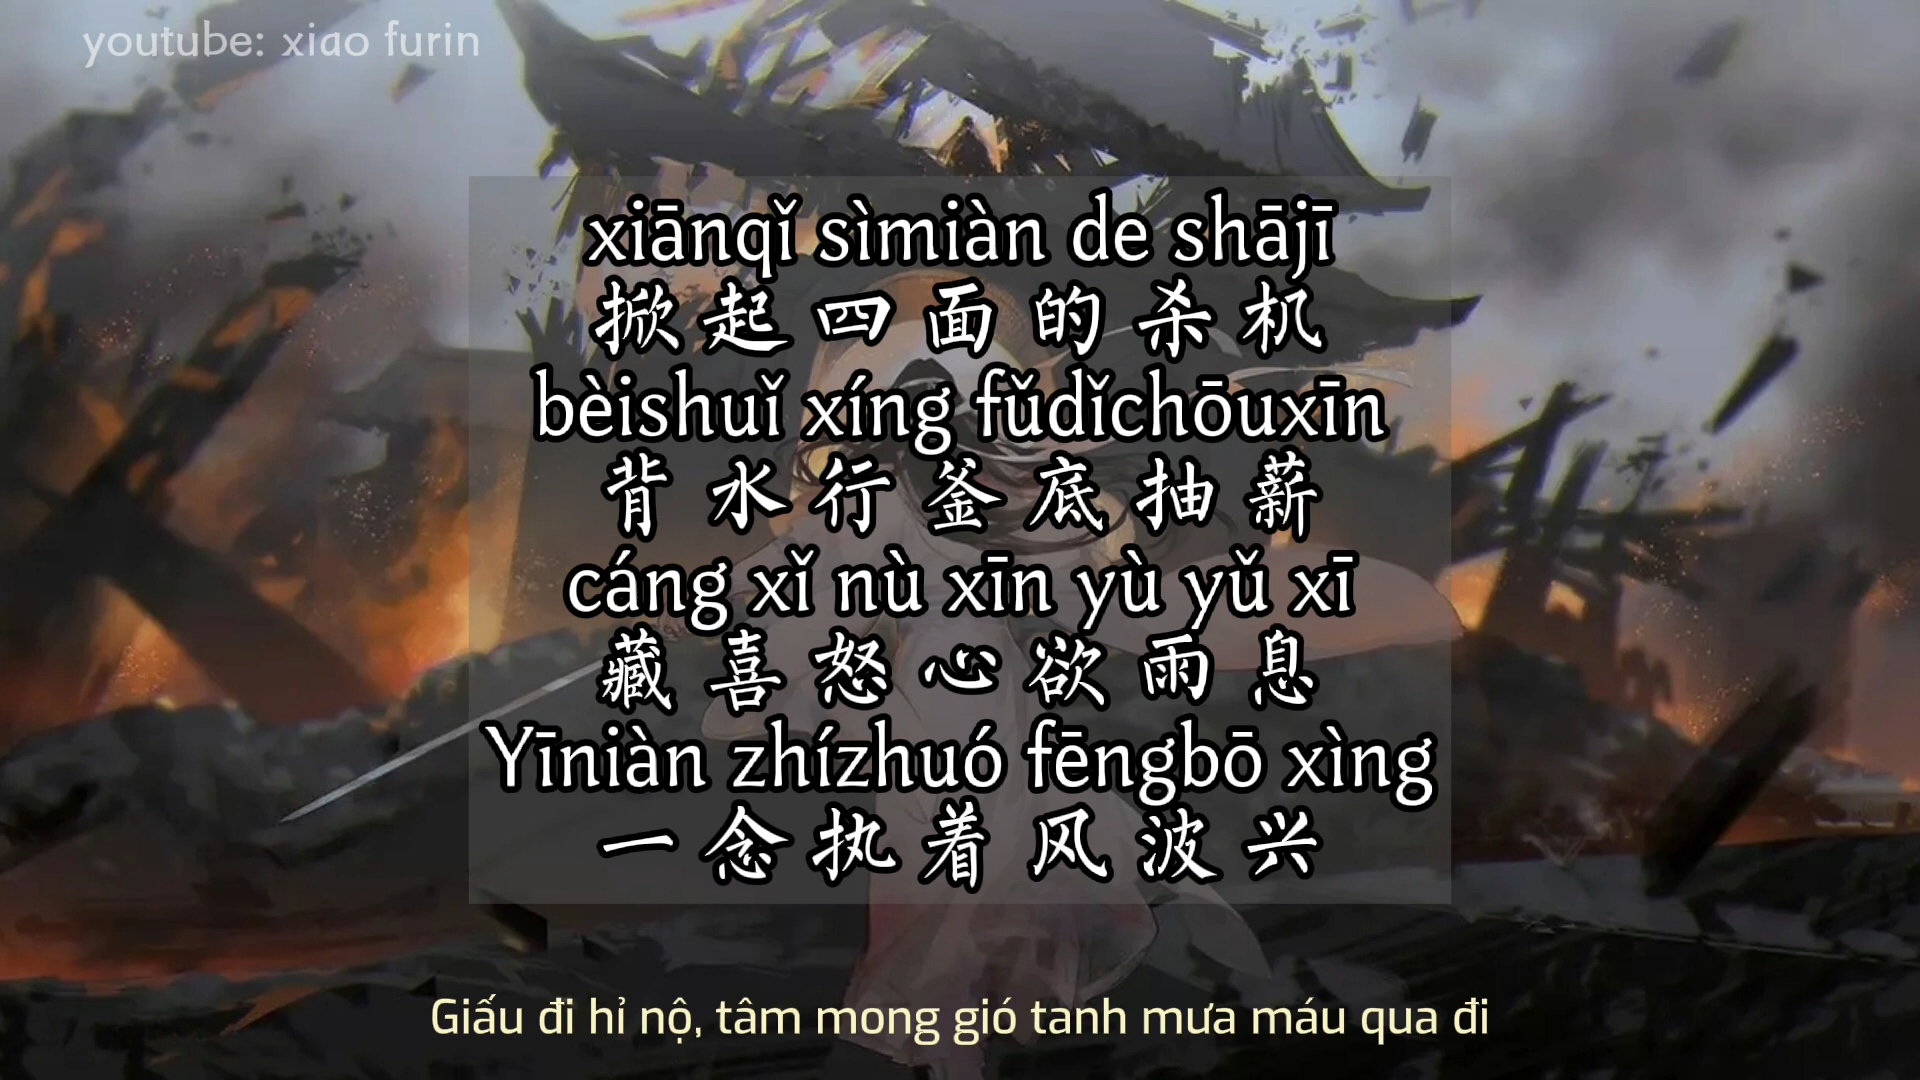 youtube: xiao furin
xiānqǐ sìmiàn de shājī
掀起四面的杀机
bèishuǐ xíng fǔdǐchōuxīn
背水行釜底抽薪
cáng xǐ nù xīn yù yǔ xī
藏喜怒心欲雨息
Yīniàn zhízhuó fēngbō xìng
一念执着风波兴
Giấu đi hỉ nộ, tâm mong gió tanh mưa máu qua đi